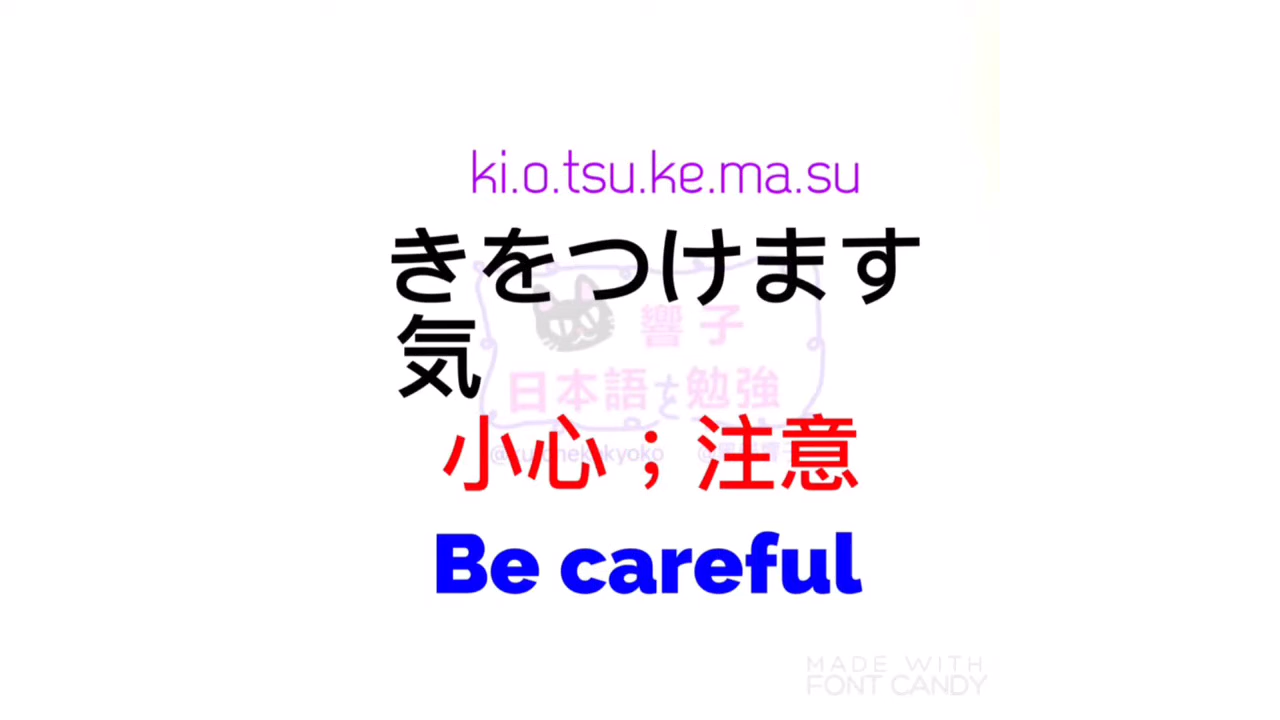 ki.o.tsu.ke.ma.su
きをつけます
気
響子
日本語を勉強
小心；注意
Be careful
MADE WITH
FONT CANDY